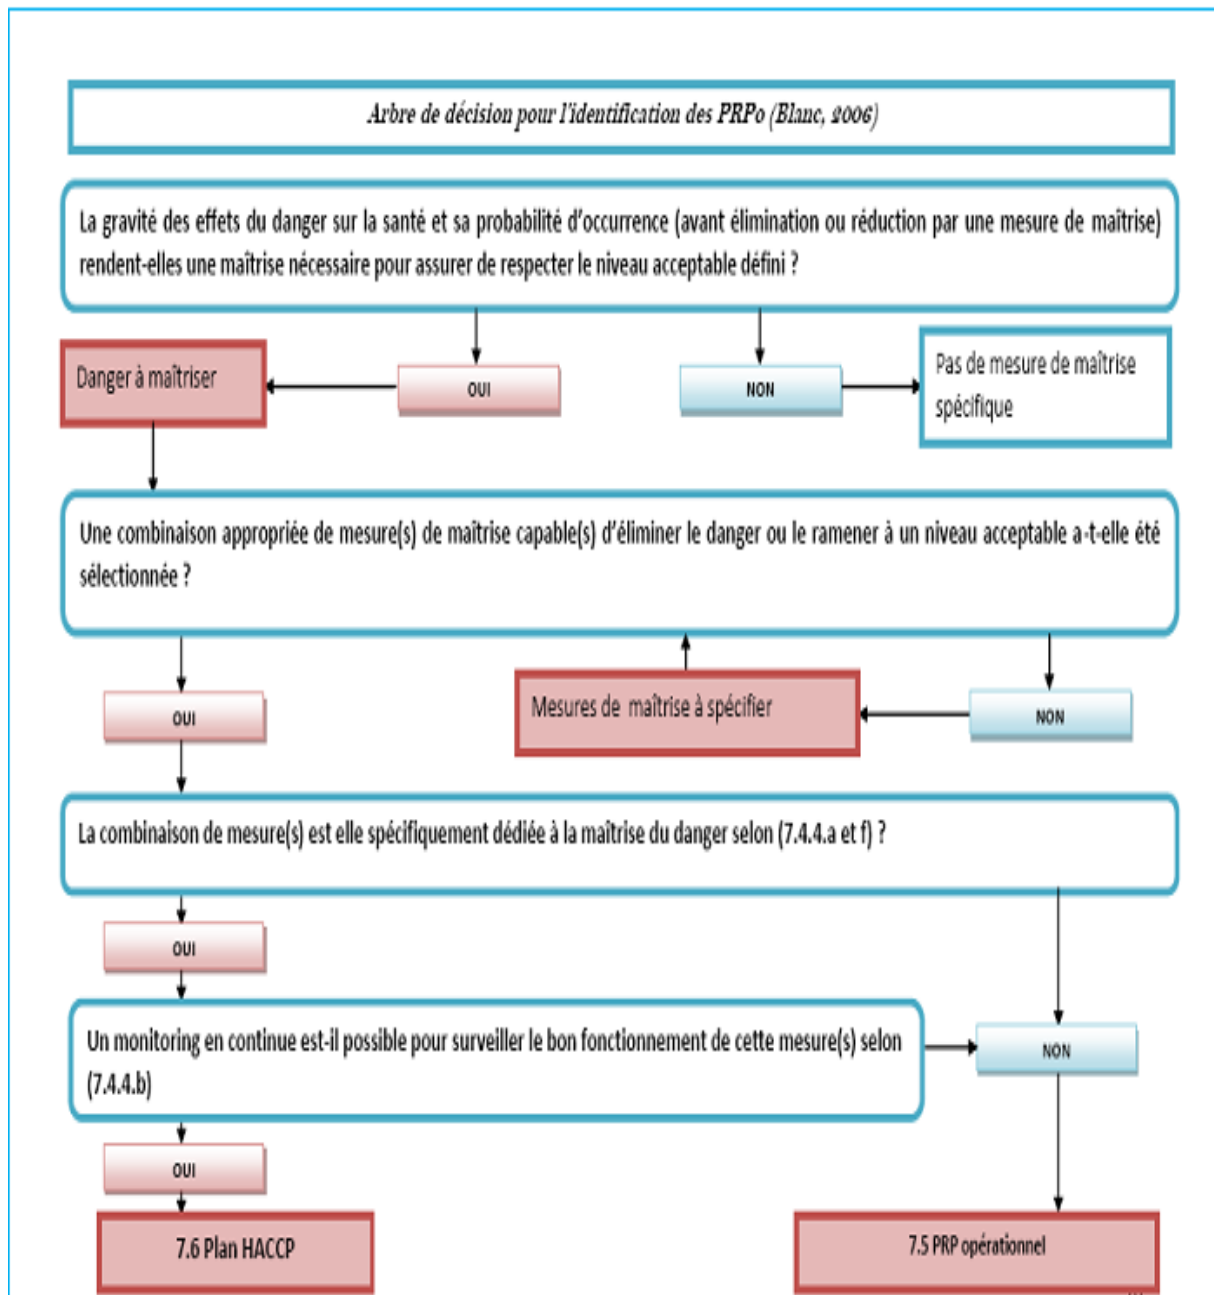 Arbre de décision pour l'identification des PRPo (Blanc, 2006)
La gravité des effets du danger sur la santé et sa probabilité d'occurrence (avant élimination ou réduction par une mesure de maîtrise)
rendent-elles une maîtrise nécessaire pour assurer de respecter le niveau acceptable défini ?
Danger à maîtriser
OUI
NON
Pas de mesure de maîtrise
spécifique
Une combinaison appropriée de mesure(s) de maîtrise capable(s) d'éliminer le danger ou le ramener à un niveau acceptable a-t-elle été
sélectionnée ?
OUI
Mesures de maîtrise à spécifier
NON
La combinaison de mesure(s) est elle spécifiquement dédiée à la maîtrise du danger selon (7.4.4.a et f) ?
OUI
Un monitoring en continue est-il possible pour surveiller le bon fonctionnement de cette mesure(s) selon
(7.4.4.b)
NON
OUI
7.6 Plan HACCP
7.5 PRP opérationnel